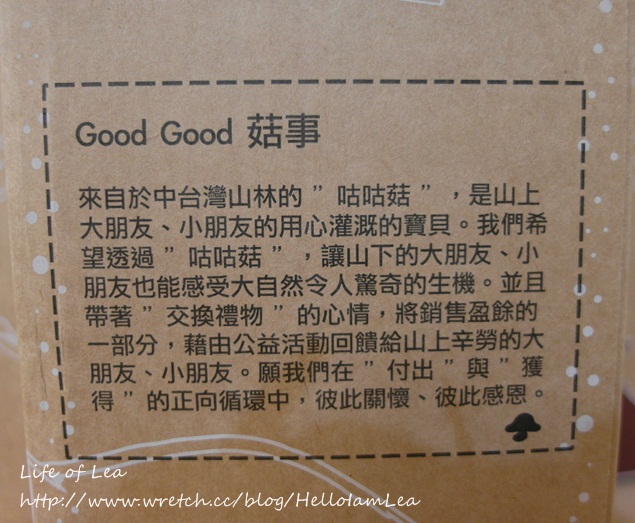 Good Good 菇事
來自於中台灣山林的 ” 咕咕菇 ” ，是山上
大朋友、小朋友的用心灌溉的寶貝。我們希
望透過 ” 咕咕菇 ” ，讓山下的大朋友、小
朋友也能感受大自然令人驚奇的生機。並且
帶著 ” 交換禮物 ” 的心情，將銷售盈餘的
一部分，藉由公益活動回饋給山上辛勞的大
朋友、小朋友。願我們在 ” 付出 ” 與 ” 獲
得 ” 的正向循環中，彼此關懷、彼此感恩。
Life of Lea
http://www.wretch.cc/blog/HelloIamLea